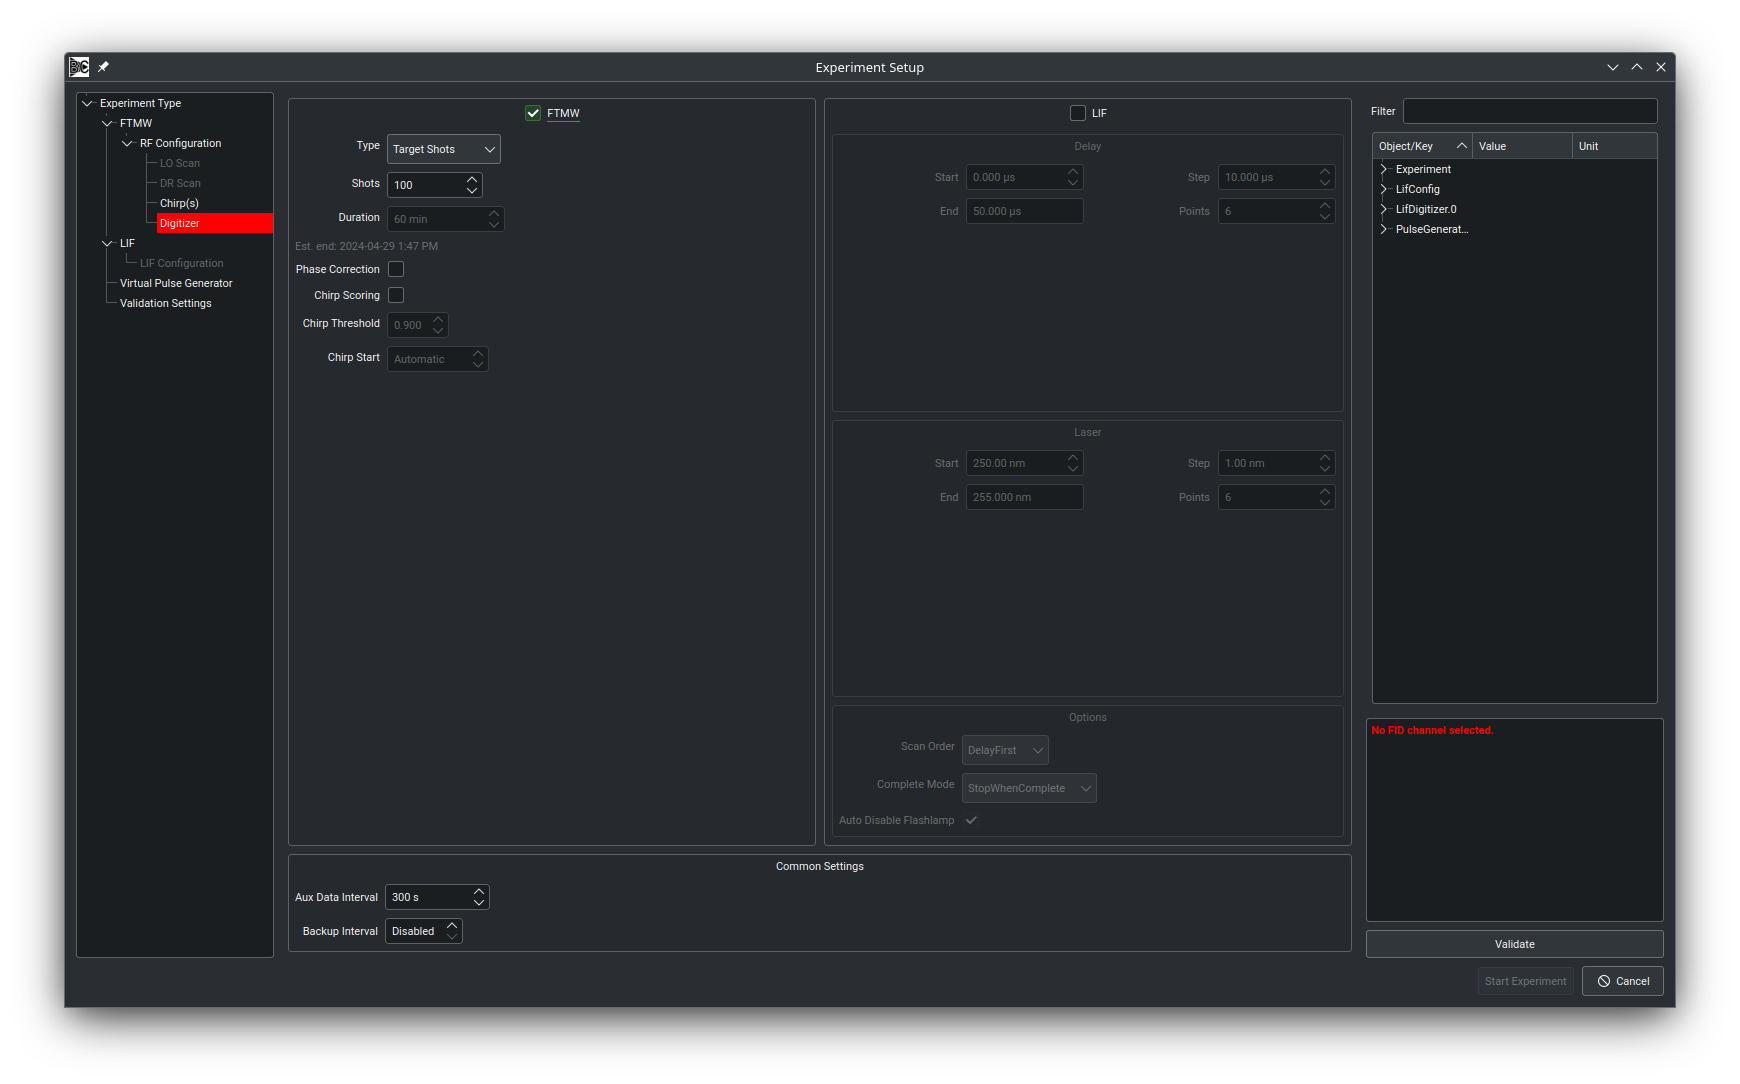 Experiment Setup
Experiment Type
FTMW
RF Configuration
LO Scan
DR Scan
Chirp(s)
Digitizer
LIF
LIF Configuration
Virtual Pulse Generator
Validation Settings
FTMW
Type Target Shots
Shots 100
Duration 60 min
Est. end: 2024-04-29 1:47 PM
Phase Correction
Chirp Scoring
Chirp Threshold 0.900
Chirp Start Automatic
LIF
Delay
Start 0.000 µs Step 10.000 µs
End 50.000 µs Points 6
Laser
Start 250.00 nm Step 1.00 nm
End 255.000 nm Points 6
Options
Scan Order DelayFirst
Complete Mode StopWhenComplete
Auto Disable Flashlamp
Common Settings
Aux Data Interval 300 s
Backup Interval Disabled
Filter
Object/Key Value Unit
Experiment
LifConfig
LifDigitizer.0
PulseGenerat...
No FID channel selected.
Validate
Start Experiment Cancel